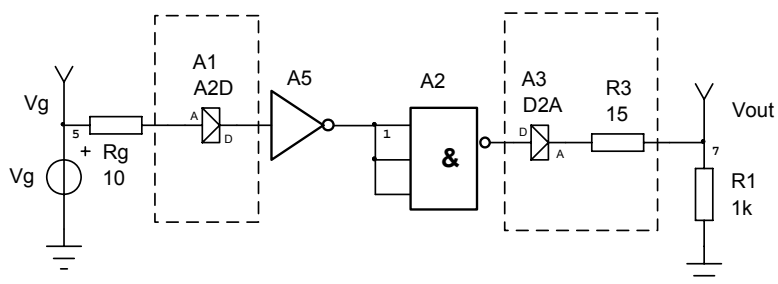 Vg
5
+
Rg
10
Vg
A1
A2D
A
D
A5
1
A2
&
A3
D2A
D
A
R3
15
Vout
7
R1
1k